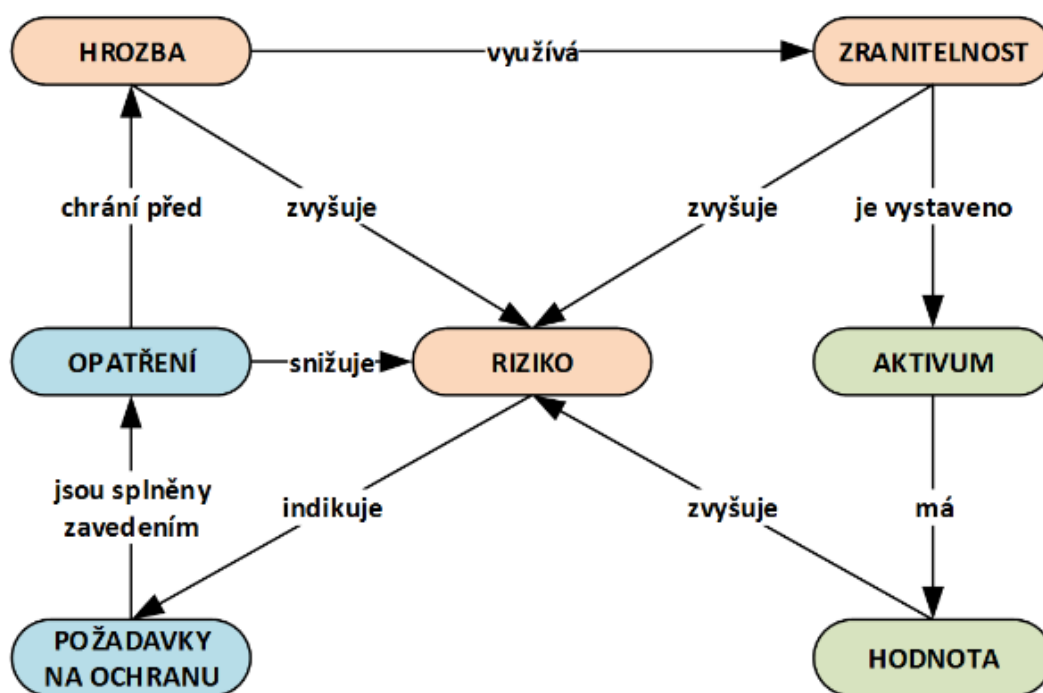 HROZBA
využívá
ZRANITELNOST
chrání před
zvyšuje
zvyšuje
je vystaveno
OPATŘENÍ
snižuje
RIZIKO
AKTIVUM
jsou splněny
zavedením
indikuje
zvyšuje
má
POŽADAVKY
NA OCHRANU
HODNOTA